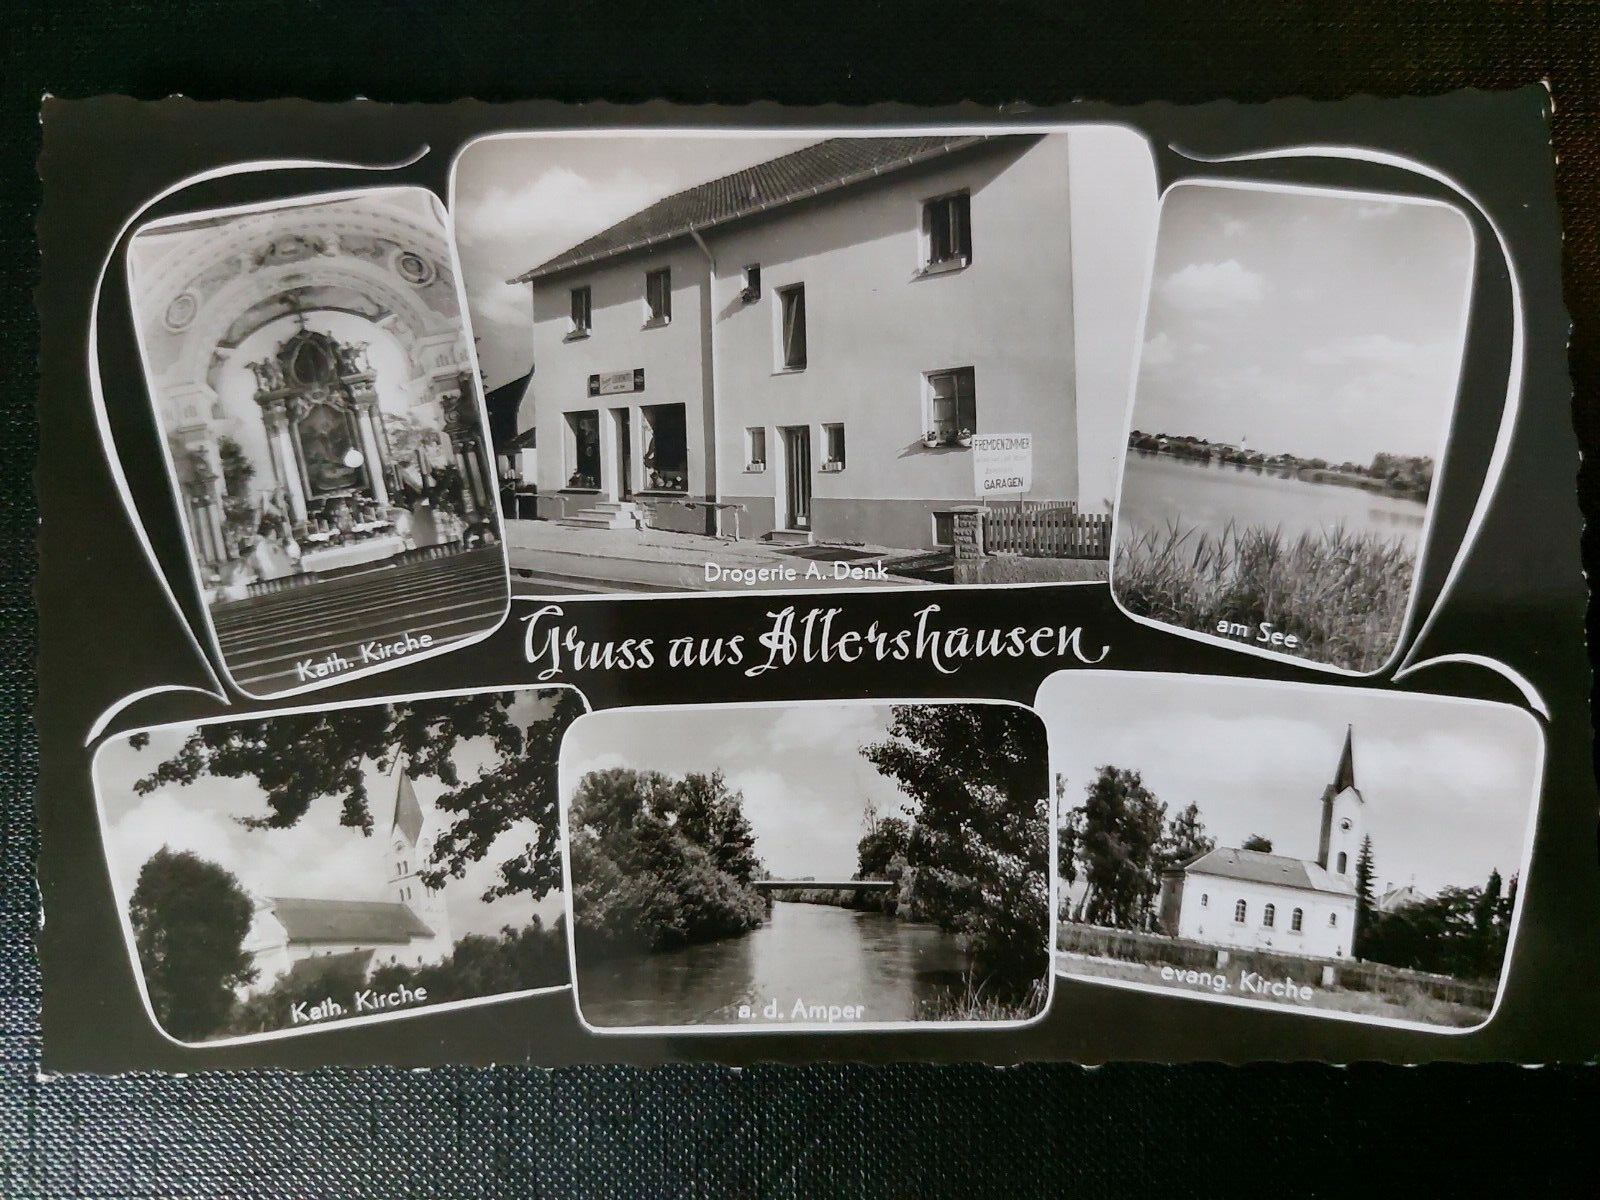 Drogerie A. Denk
FREMDENZIMMER
GARAGEN
Kath. Kirche
am See
Gruss aus Allershausen
Kath. Kirche
a. d. Amper
evang. Kirche